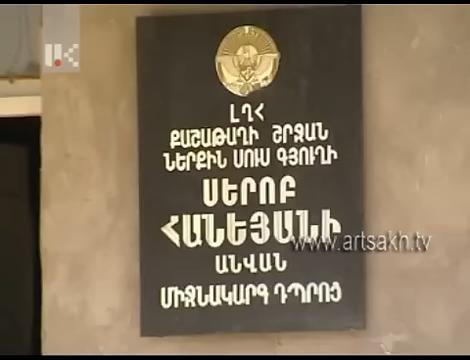 ԼՂՀ
ՔԱՇԱԹԱՂԻ ՇՐՋԱՆ
ՆԵՐՔԻՆ ՍՈՒՍ ԳՅՈՒՂԻ
ՍԵՐՈԲ
ՀԱՆԵՅԱՆԻ
www.artsakh.tv
ԱՆՎԱՆ
ՄԻՋՆԱԿԱՐԳ ԴՊՐՈՑ